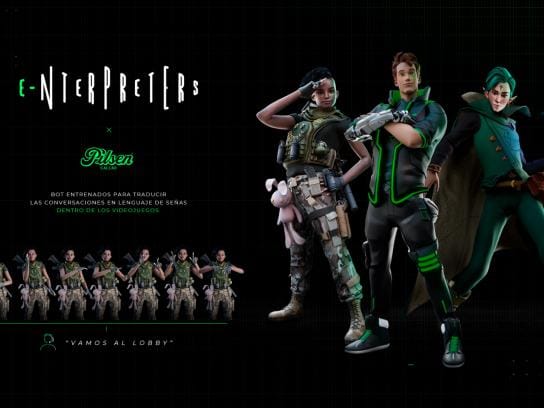 E-NTERPRETERS
×
Pilsen
CALLAO
BOT ENTRENADOS PARA TRADUCIR
LAS CONVERSACIONES EN LENGUAJE DE SEÑAS
DENTRO DE LOS VIDEOJUEGOS
"VAMOS AL LOBBY"